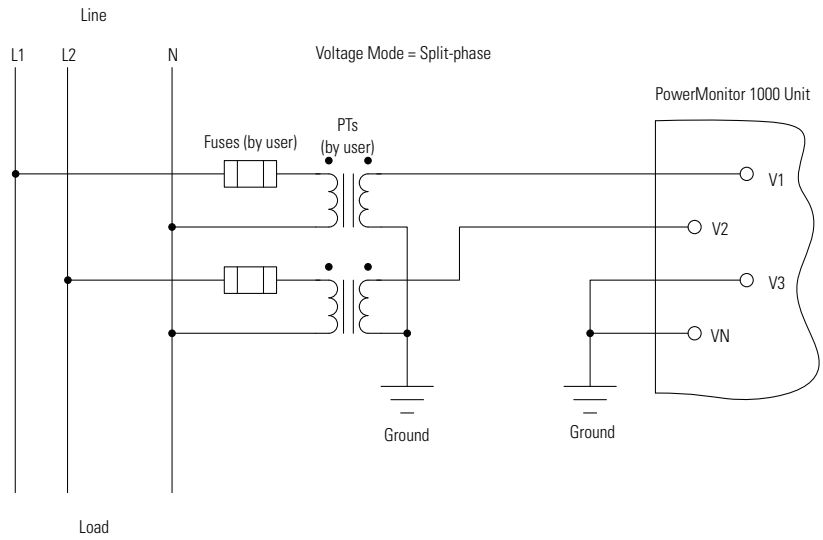 Line
L1
L2
N
Voltage Mode = Split-phase
PowerMonitor 1000 Unit
Fuses (by user)
PTs
(by user)
V1
V2
V3
VN
Ground
Ground
Load